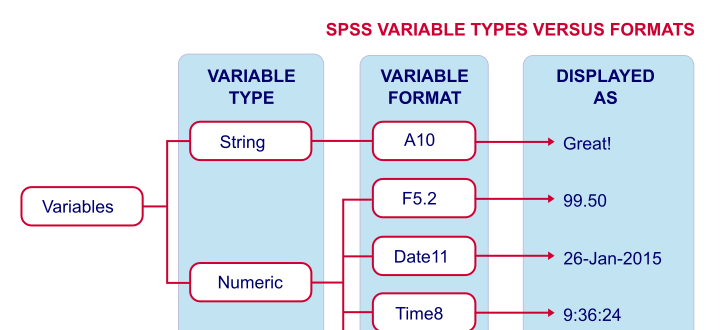 SPSS VARIABLE TYPES VERSUS FORMATS
VARIABLE
TYPE
VARIABLE
FORMAT
DISPLAYED
AS
String
A10
Great!
Variables
F5.2
99.50
Date11
26-Jan-2015
Numeric
Time8
9:36:24